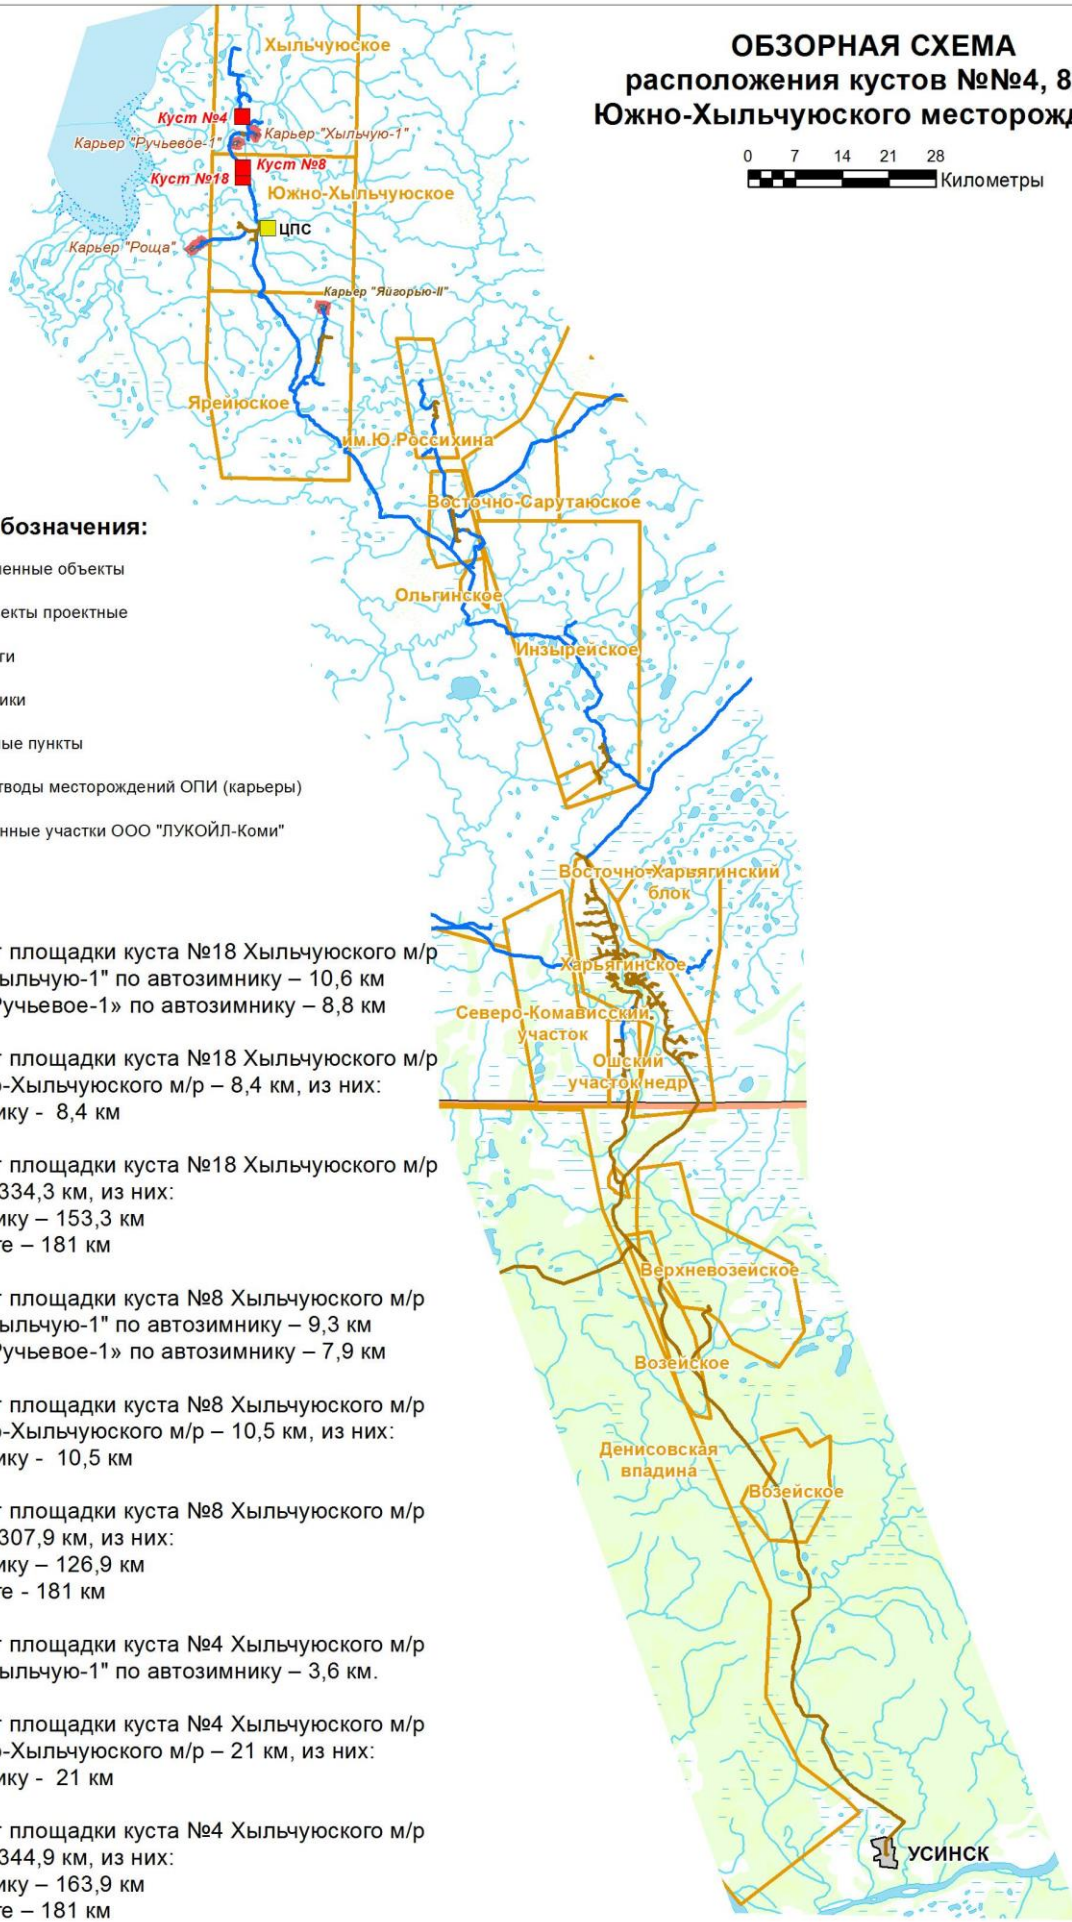 ОБЗОРНАЯ СХЕМА
расположения кустов №№4, 8
Южно-Хыльчуюского месторожд
0 7 14 21 28
Километры
Хыльчуюское
Куст №4
Карьер "Хыльчую-1"
Карьер "Ручьевое-1"
Куст №8
Куст №18
Южно-Хыльчуюское
ЦПС
Карьер "Роща"
Карьер "Яйгорью-II"
Ярейюское
им.Ю.Россихина
Восточно-Сарутаюское
Ольгинское
Инзырейское
бозначения:
енные объекты
екты проектные
ги
ики
ые пункты
тводы месторождений ОПИ (карьеры)
нные участки ООО "ЛУКОЙЛ-Коми"
Восточно-Харьягинский
блок
Харьягинское
Северо-Комависский
участок
Ошский
участок недр
Верхневозейское
Возейское
Денисовская
впадина
Возейское
УСИНСК
т площадки куста №18 Хыльчуюского м/р
ыльчую-1" по автозимнику – 10,6 км
Ручьевое-1» по автозимнику – 8,8 км
т площадки куста №18 Хыльчуюского м/р
о-Хыльчуюского м/р – 8,4 км, из них:
ику - 8,4 км
т площадки куста №18 Хыльчуюского м/р
334,3 км, из них:
ику – 153,3 км
ге – 181 км
т площадки куста №8 Хыльчуюского м/р
ыльчую-1" по автозимнику – 9,3 км
Ручьевое-1» по автозимнику – 7,9 км
т площадки куста №8 Хыльчуюского м/р
о-Хыльчуюского м/р – 10,5 км, из них:
ику - 10,5 км
т площадки куста №8 Хыльчуюского м/р
307,9 км, из них:
ику – 126,9 км
ге - 181 км
т площадки куста №4 Хыльчуюского м/р
ыльчую-1" по автозимнику – 3,6 км.
т площадки куста №4 Хыльчуюского м/р
о-Хыльчуюского м/р – 21 км, из них:
ику - 21 км
т площадки куста №4 Хыльчуюского м/р
344,9 км, из них:
ику – 163,9 км
ге – 181 км